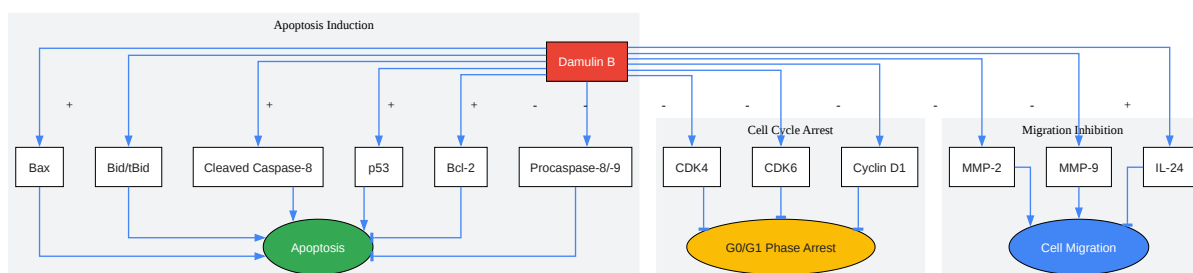 Apoptosis Induction
Damulin B
+ + + + - - - - - - - +
Cell Cycle Arrest
Migration Inhibition
Bax
Bid/tBid
Cleaved Caspase-8
p53
Bcl-2
Procaspase-8/-9
CDK4
CDK6
Cyclin D1
MMP-2
MMP-9
IL-24
Apoptosis
G0/G1 Phase Arrest
Cell Migration